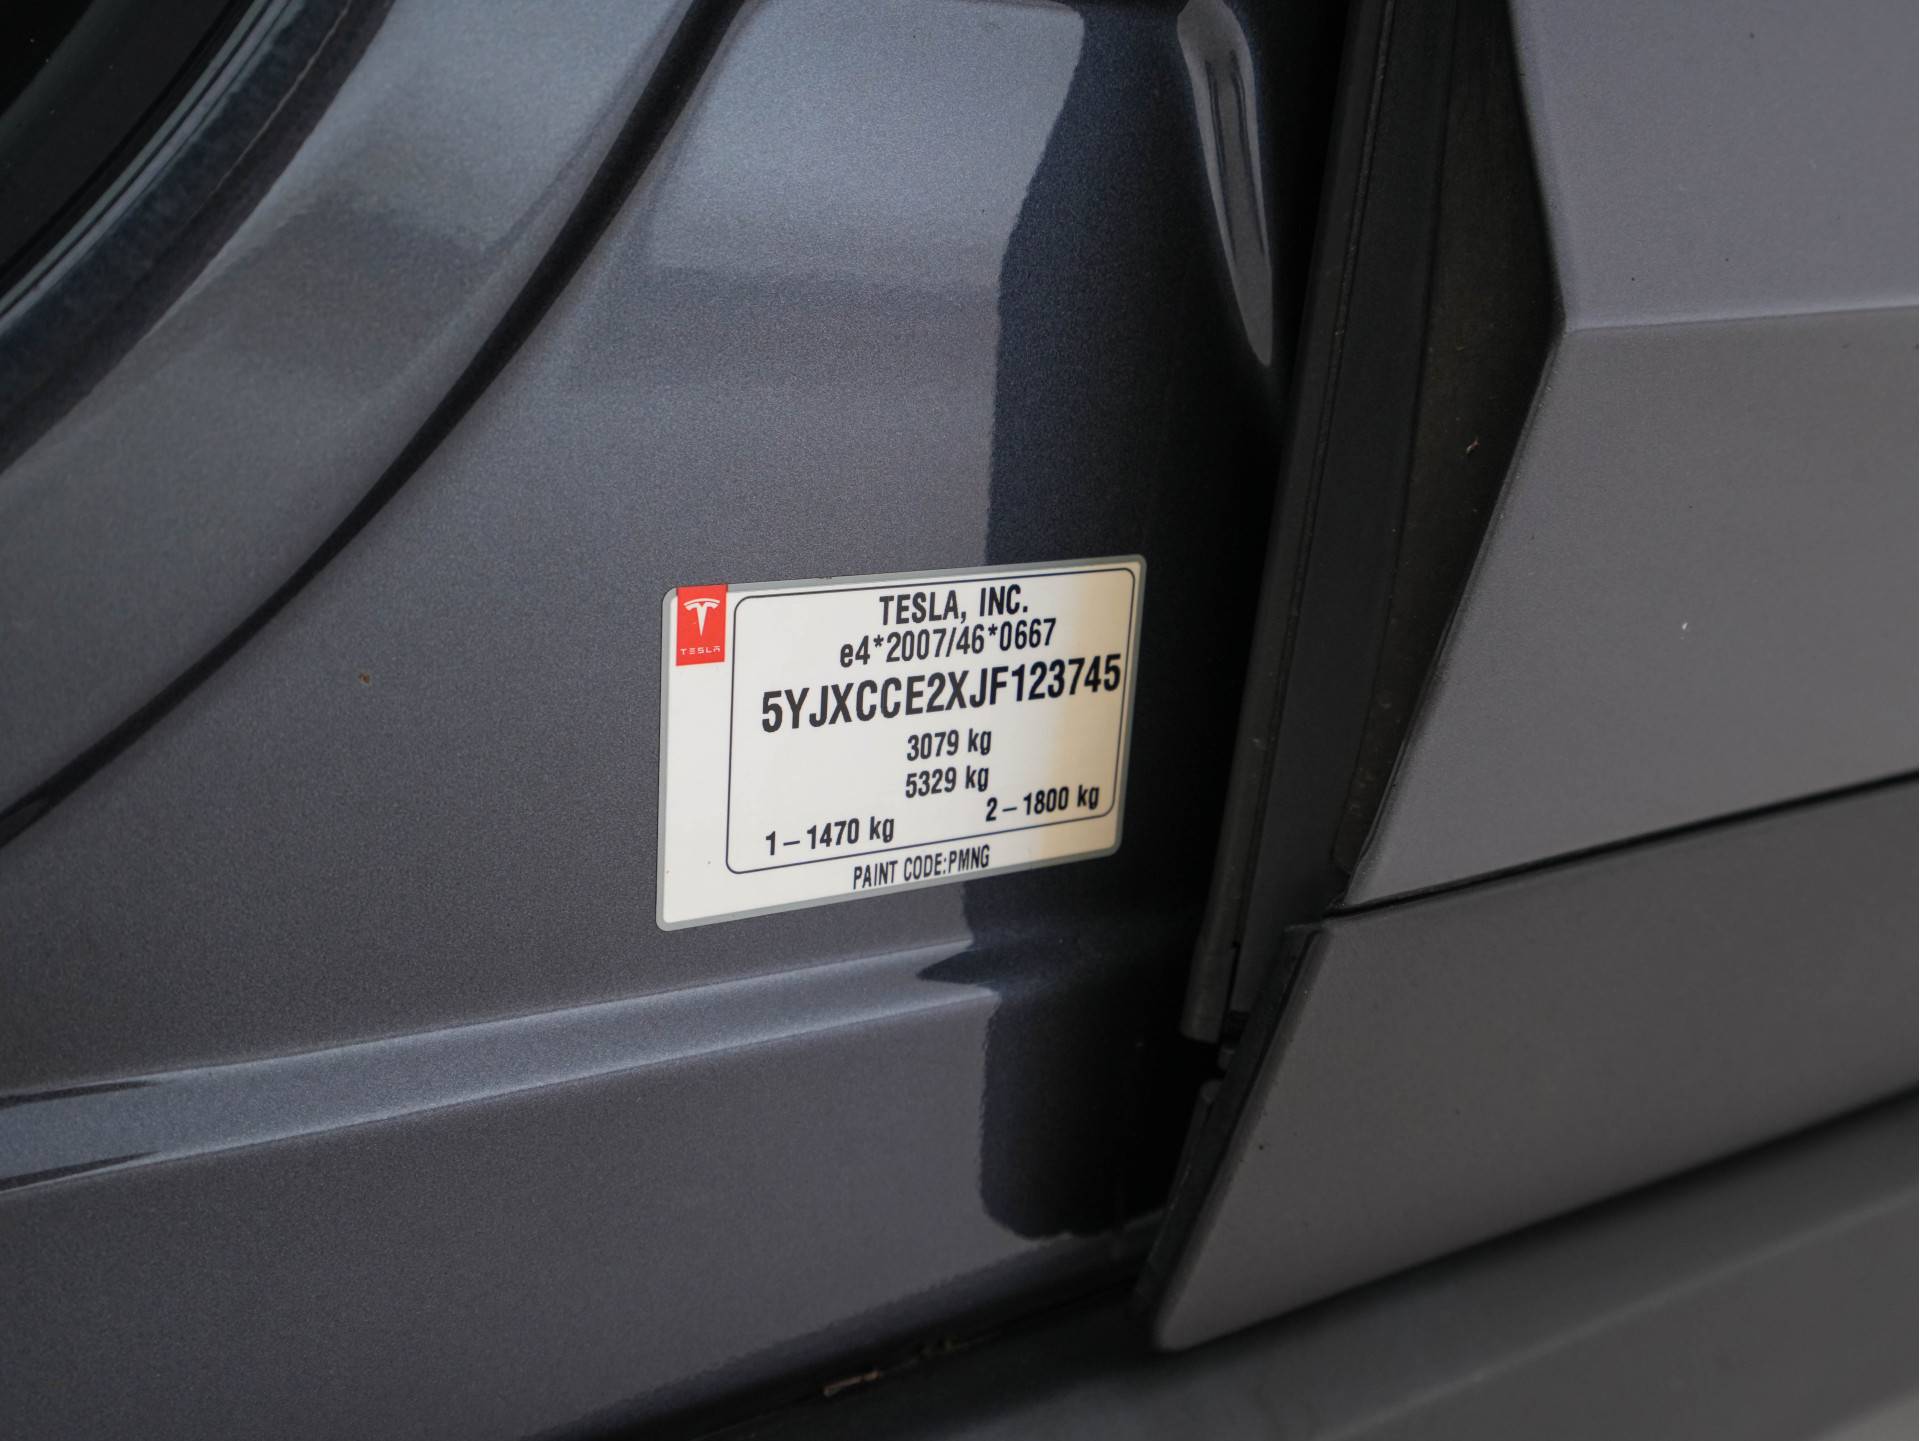 TESLA
TESLA, INC.
e4*2007/46*0667
5YJXCCE2XJF123745
3079 kg
5329 kg
1 – 1470 kg 2 – 1800 kg
PAINT CODE:PMNG